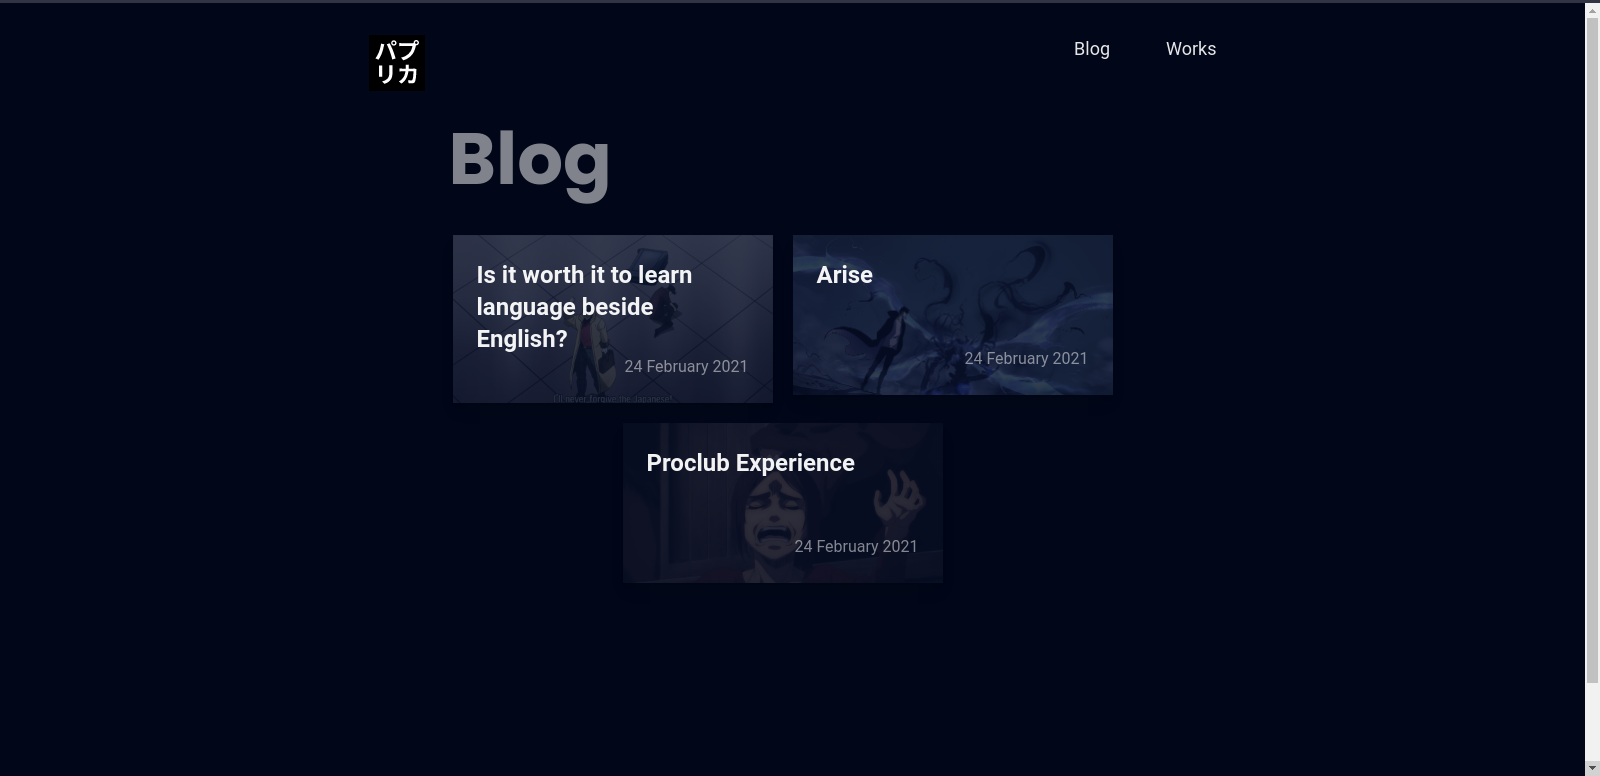 パプ
リカ
Blog
Works
Blog
Is it worth it to learn
language beside
English?
24 February 2021
I'll never forgive the Japanese!
Arise
24 February 2021
Proclub Experience
24 February 2021